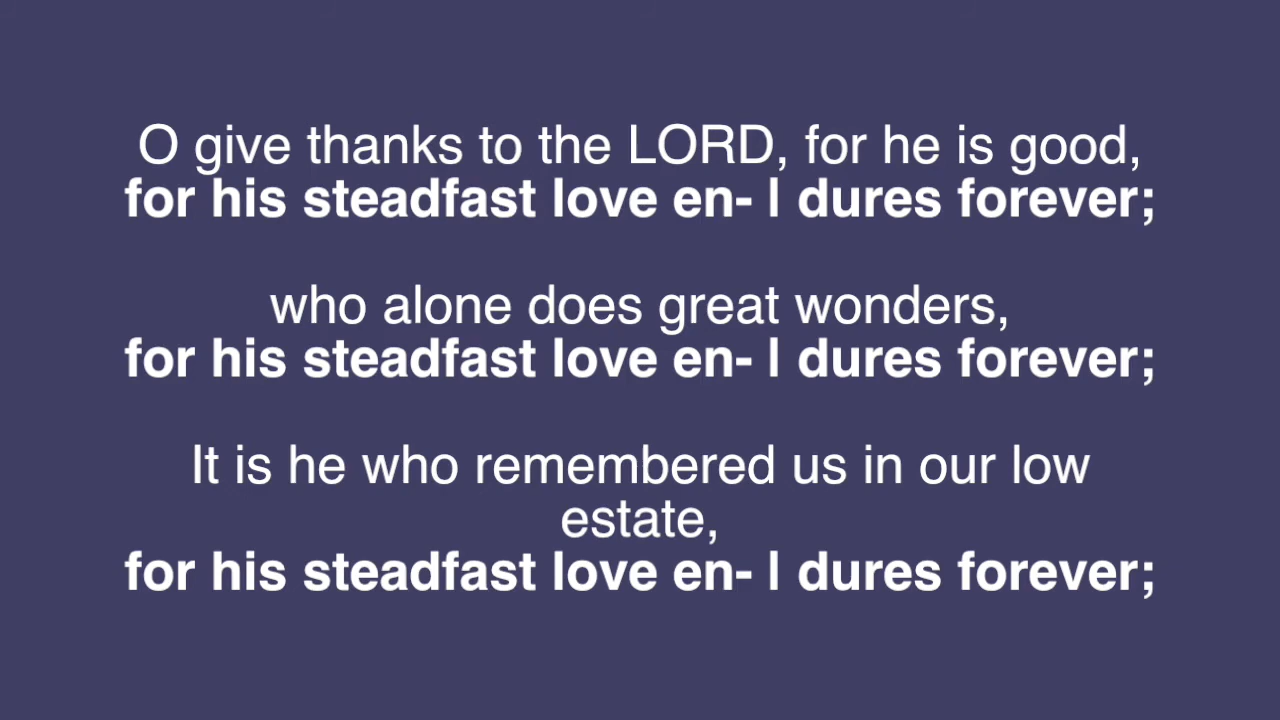 O give thanks to the LORD, for he is good,
for his steadfast love en- | dures forever;
who alone does great wonders,
for his steadfast love en- | dures forever;
It is he who remembered us in our low
estate,
for his steadfast love en- | dures forever;